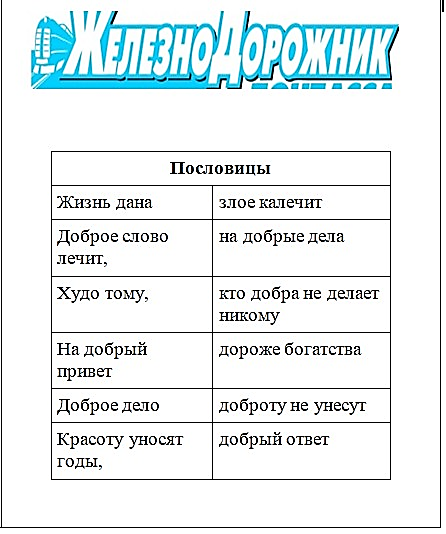 ЖЕЛЕЗНОДОРОЖНИК
Пословицы
Жизнь дана злое калечит
Доброе слово на добрые дела
лечит,
Худо тому, кто добра не делает
никому
На добрый дороже богатства
привет
Доброе дело доброту не унесут
Красоту уносят добрый ответ
годы,